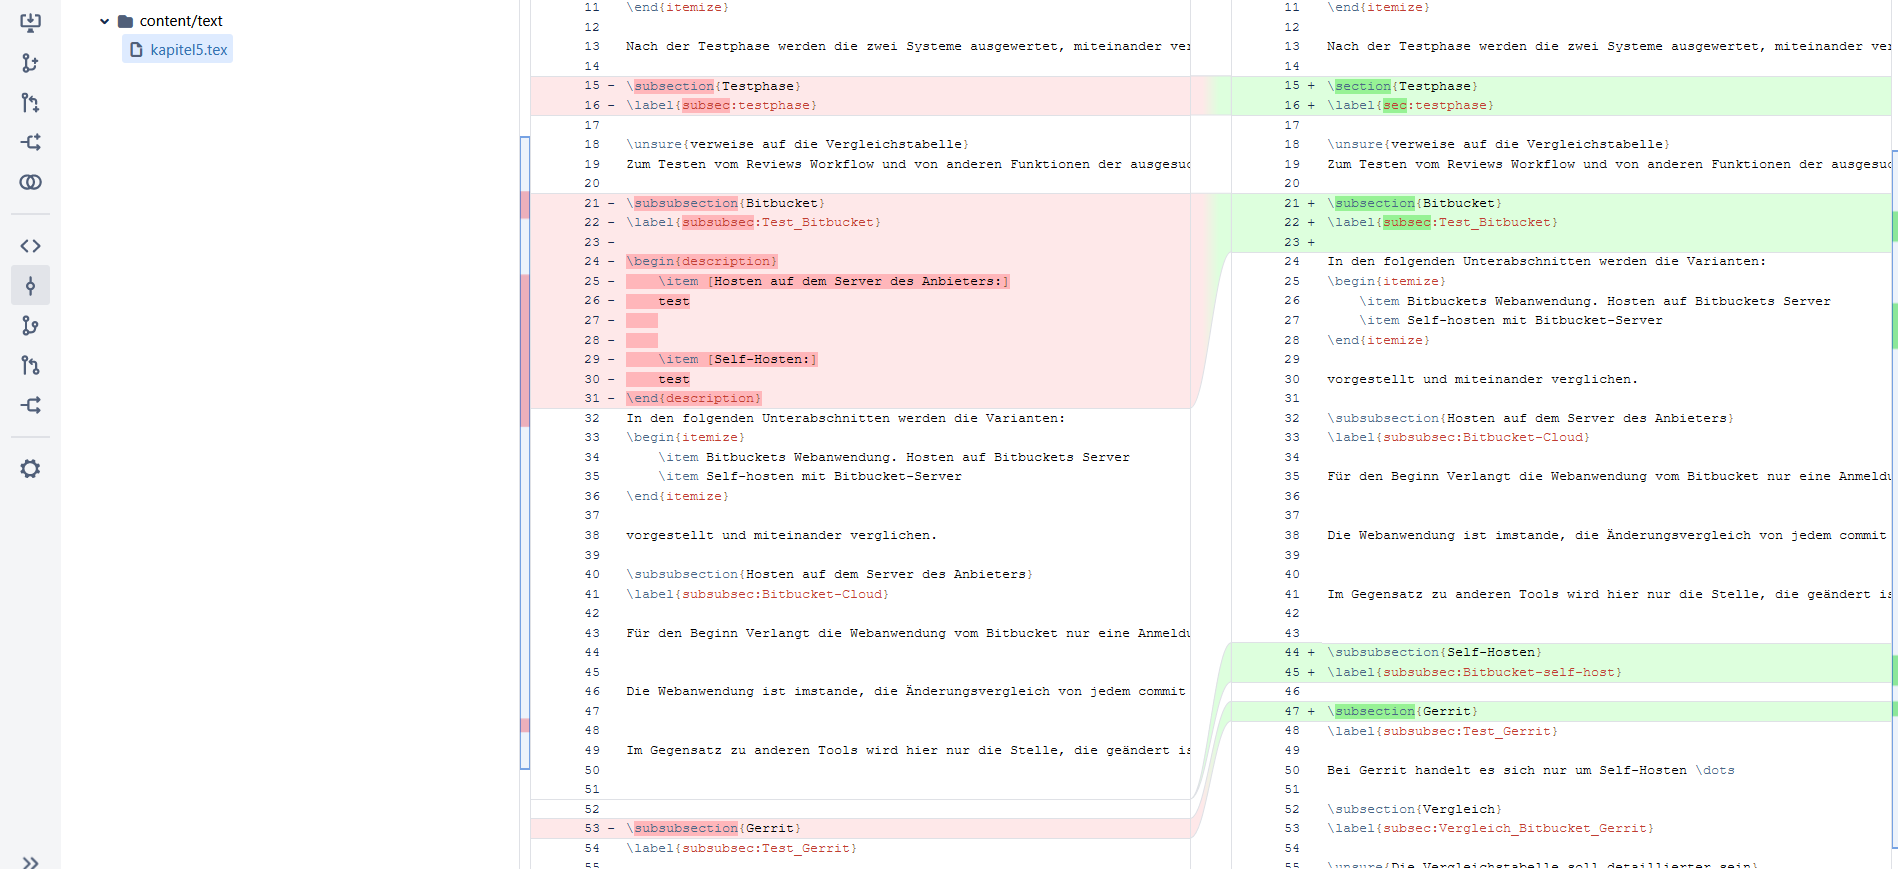 content/text
kapitel5.tex
11 \end{itemize}
12
13 Nach der Testphase werden die zwei Systeme ausgewertet, miteinander ver
14
15 - \subsection{Testphase}
16 - \label{subsec:testphase}
17
18 \unsure{verweise auf die Vergleichstabelle}
19 Zum Testen vom Reviews Workflow und von anderen Funktionen der ausgesuc
20
21 - \subsubsection{Bitbucket}
22 - \label{subsubsec:Test_Bitbucket}
23 -
24 - \begin{description}
25 - \item [Hosten auf dem Server des Anbieters:]
26 - test
27 -
28 -
29 - \item [Self-Hosten:]
30 - test
31 - \end{description}
32 In den folgenden Unterabschnitten werden die Varianten:
33 \begin{itemize}
34 \item Bitbuckets Webanwendung. Hosten auf Bitbuckets Server
35 \item Self-hosten mit Bitbucket-Server
36 \end{itemize}
37
38 vorgestellt und miteinander verglichen.
39
40 \subsubsection{Hosten auf dem Server des Anbieters}
41 \label{subsubsec:Bitbucket-Cloud}
42
43 Für den Beginn Verlangt die Webanwendung vom Bitbucket nur eine Anmeldu
44
45
46 Die Webanwendung ist imstande, die Änderungsvergleich von jedem commit
47
48
49 Im Gegensatz zu anderen Tools wird hier nur die Stelle, die geändert is
50
51
52
53 - \subsubsection{Gerrit}
54 \label{subsubsec:Test_Gerrit}
55
11 \end{itemize}
12
13 Nach der Testphase werden die zwei Systeme ausgewertet, miteinander ver
14
15 + \section{Testphase}
16 + \label{sec:testphase}
17
18 \unsure{verweise auf die Vergleichstabelle}
19 Zum Testen vom Reviews Workflow und von anderen Funktionen der ausgesuc
20
21 + \subsection{Bitbucket}
22 + \label{subsec:Test_Bitbucket}
23 +
24 In den folgenden Unterabschnitten werden die Varianten:
25 \begin{itemize}
26 \item Bitbuckets Webanwendung. Hosten auf Bitbuckets Server
27 \item Self-hosten mit Bitbucket-Server
28 \end{itemize}
29
30 vorgestellt und miteinander verglichen.
31
32 \subsubsection{Hosten auf dem Server des Anbieters}
33 \label{subsubsec:Bitbucket-Cloud}
34
35 Für den Beginn Verlangt die Webanwendung vom Bitbucket nur eine Anmeldu
36
37
38 Die Webanwendung ist imstande, die Änderungsvergleich von jedem commit
39
40
41 Im Gegensatz zu anderen Tools wird hier nur die Stelle, die geändert is
42
43
44 + \subsubsection{Self-Hosten}
45 + \label{subsubsec:Bitbucket-self-host}
46
47 + \subsection{Gerrit}
48 \label{subsec:Test_Gerrit}
49
50 Bei Gerrit handelt es sich nur um Self-Hosten \dots
51
52 \subsection{Vergleich}
53 \label{subsec:Vergleich_Bitbucket_Gerrit}
54
55 \unsure{Die Vergleichstabelle soll detaillierter sein}